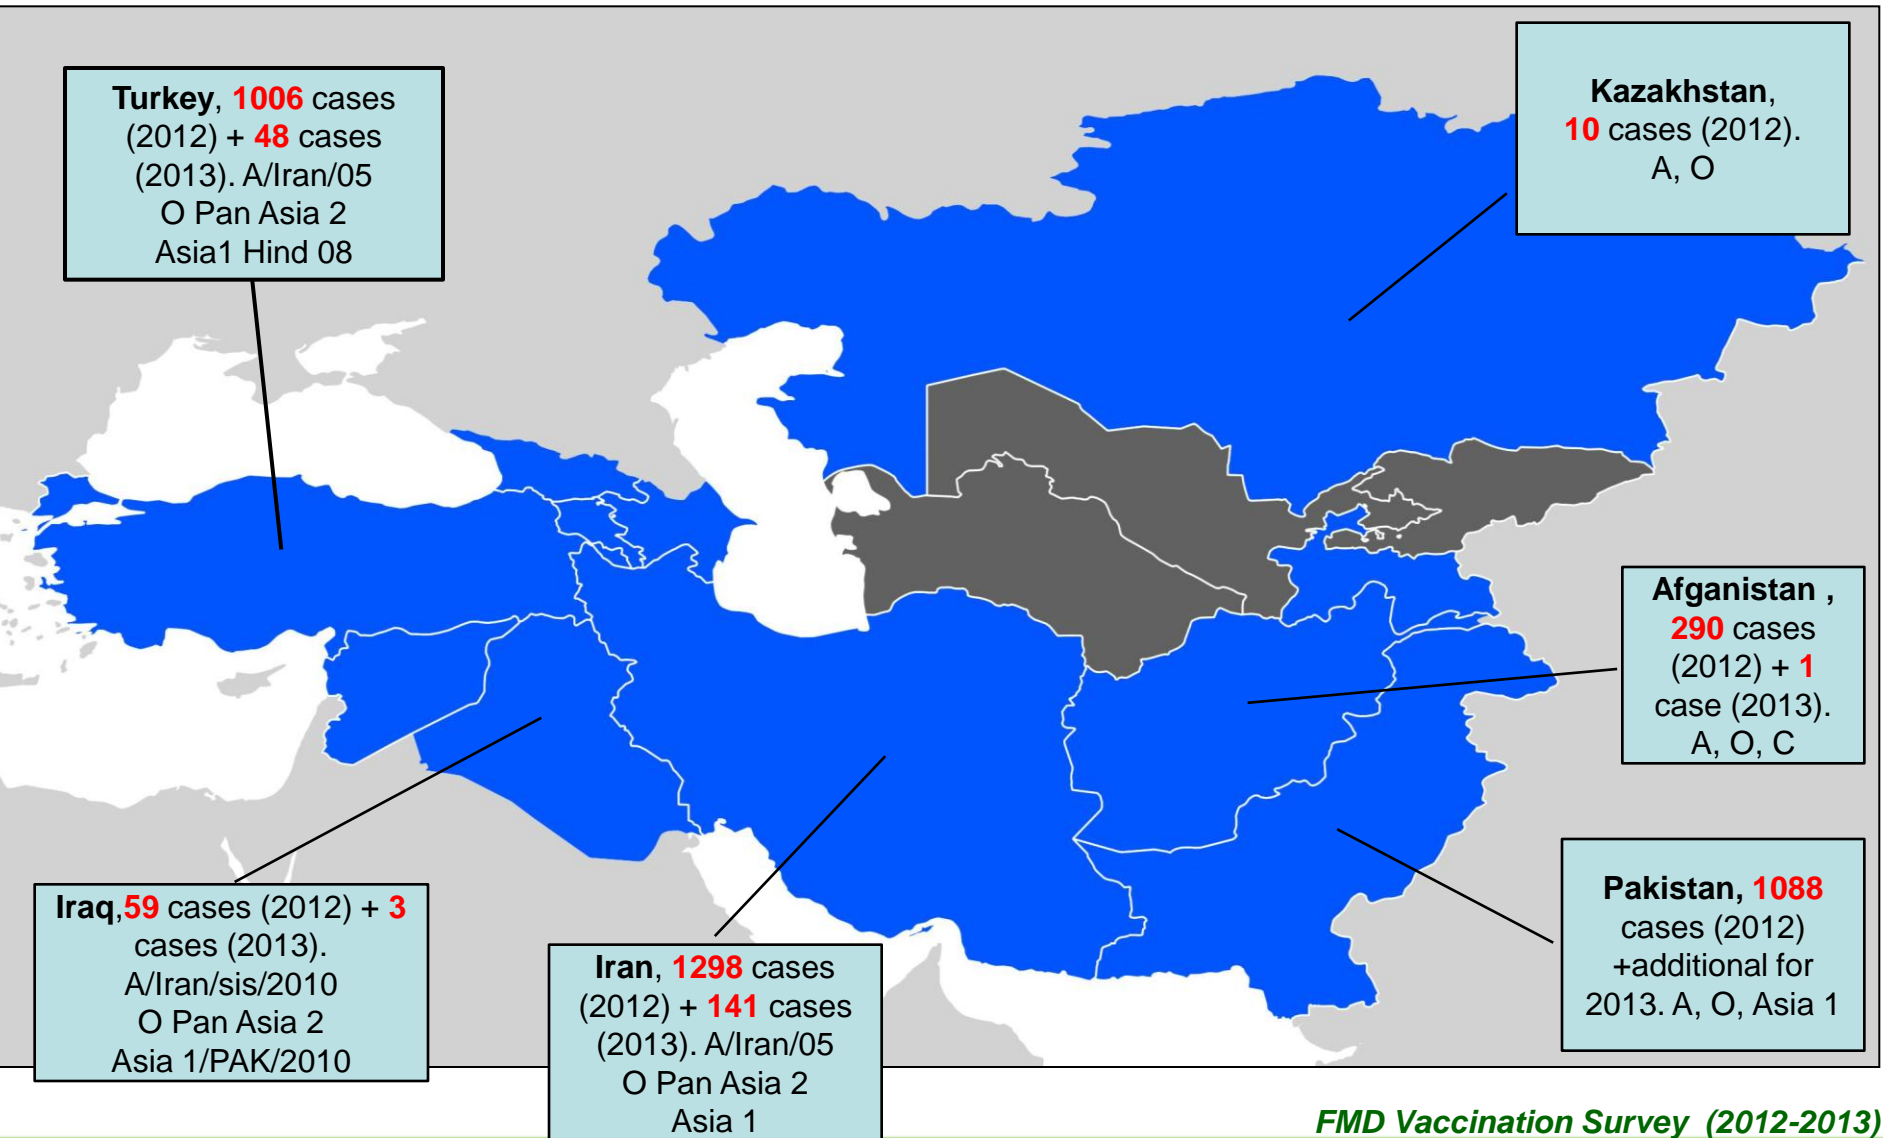 Turkey, 1006 cases
(2012) + 48 cases
(2013). A/Iran/05
O Pan Asia 2
Asia1 Hind 08
Kazakhstan,
10 cases (2012).
A, O
Afganistan ,
290 cases
(2012) + 1
case (2013).
A, O, C
Iraq,59 cases (2012) + 3
cases (2013).
A/Iran/sis/2010
O Pan Asia 2
Asia 1/PAK/2010
Iran, 1298 cases
(2012) + 141 cases
(2013). A/Iran/05
O Pan Asia 2
Asia 1
Pakistan, 1088
cases (2012)
+additional for
2013. A, O, Asia 1
FMD Vaccination Survey (2012-2013)